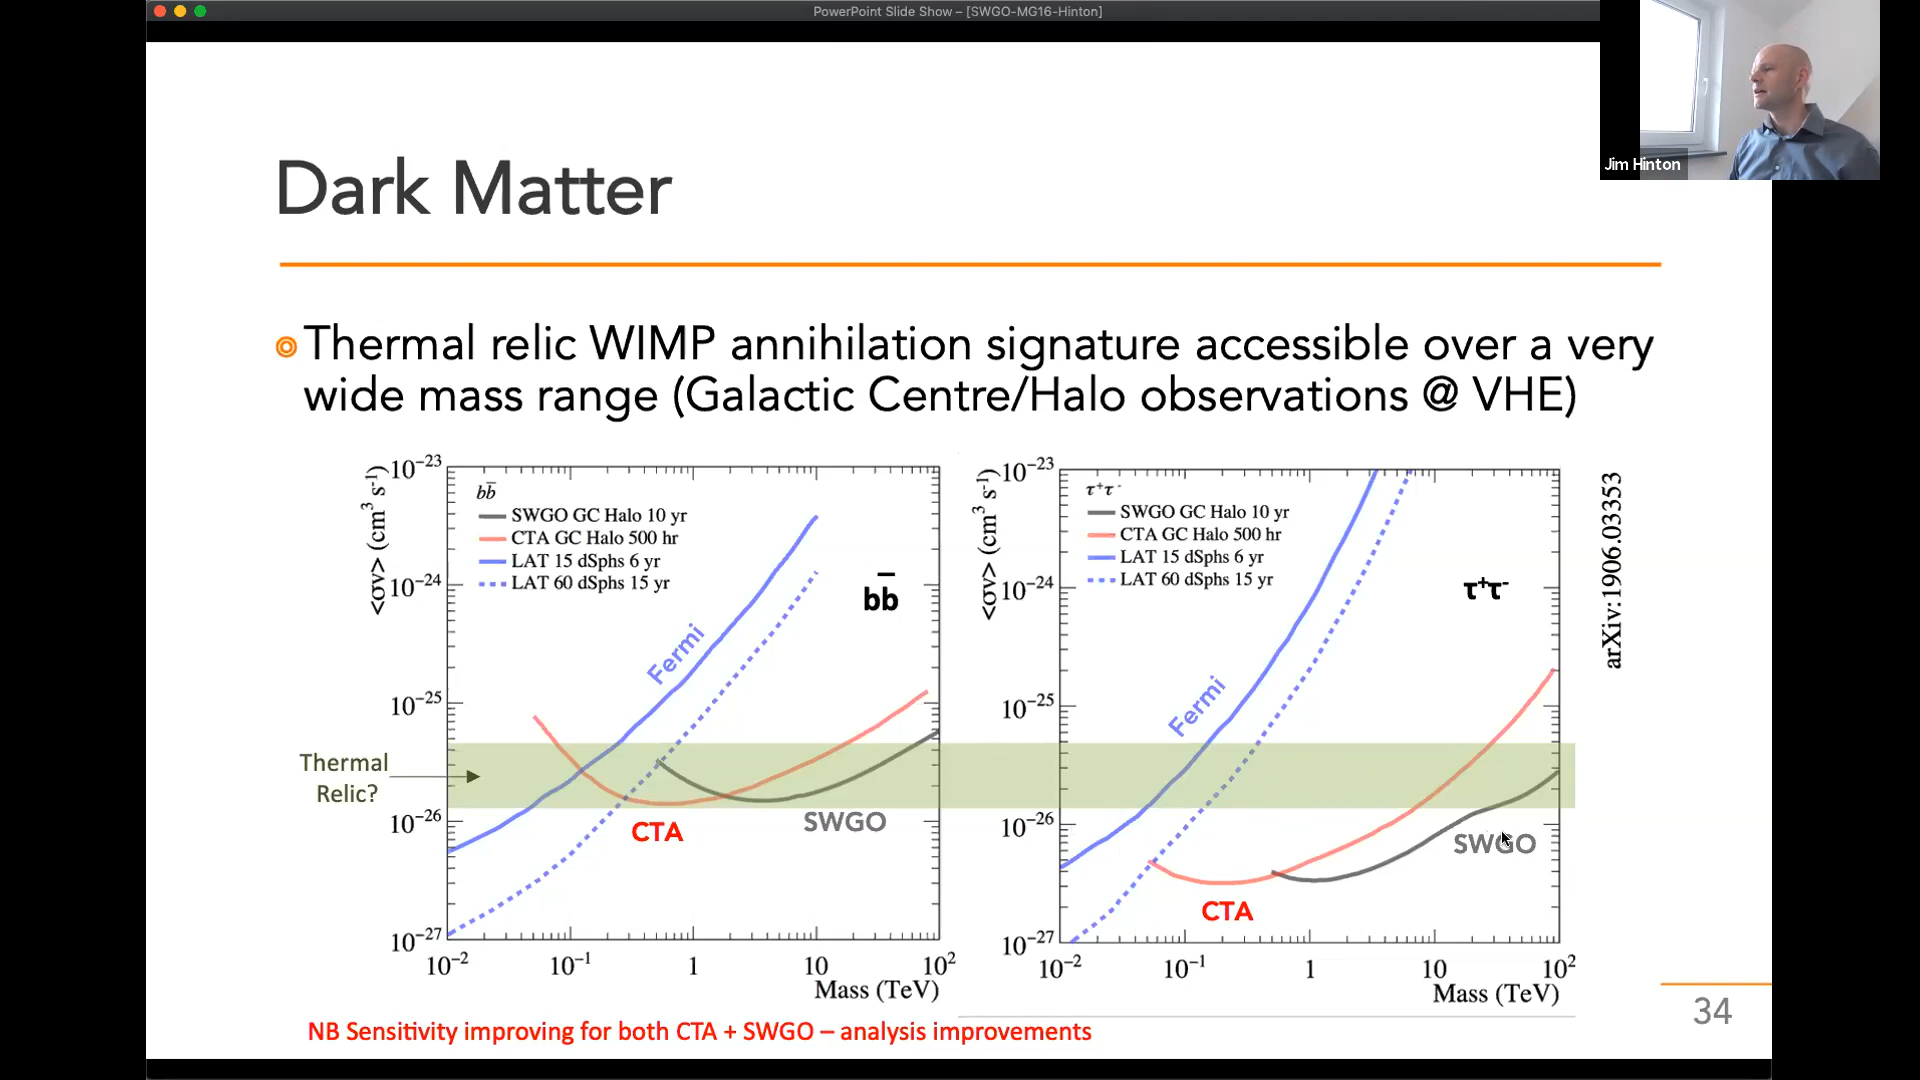 PowerPoint Slide Show – [SWGO-MG16-Hinton]
Jim Hinton
Dark Matter
Thermal relic WIMP annihilation signature accessible over a very
wide mass range (Galactic Centre/Halo observations @ VHE)
<σv> (cm³ s⁻¹)
10⁻²³
10⁻²⁴
10⁻²⁵
10⁻²⁶
10⁻²⁷
bb̄
SWGO GC Halo 10 yr
CTA GC Halo 500 hr
LAT 15 dSphs 6 yr
LAT 60 dSphs 15 yr
bb̄
Fermi
CTA
SWGO
10⁻² 10⁻¹ 1 10 10²
Mass (TeV)
Thermal
Relic?
<σv> (cm³ s⁻¹)
10⁻²³
10⁻²⁴
10⁻²⁵
10⁻²⁶
10⁻²⁷
τ⁺τ⁻
SWGO GC Halo 10 yr
CTA GC Halo 500 hr
LAT 15 dSphs 6 yr
LAT 60 dSphs 15 yr
τ⁺τ⁻
Fermi
CTA
SWGO
10⁻² 10⁻¹ 1 10 10²
Mass (TeV)
arXiv:1906.03353
NB Sensitivity improving for both CTA + SWGO – analysis improvements
34